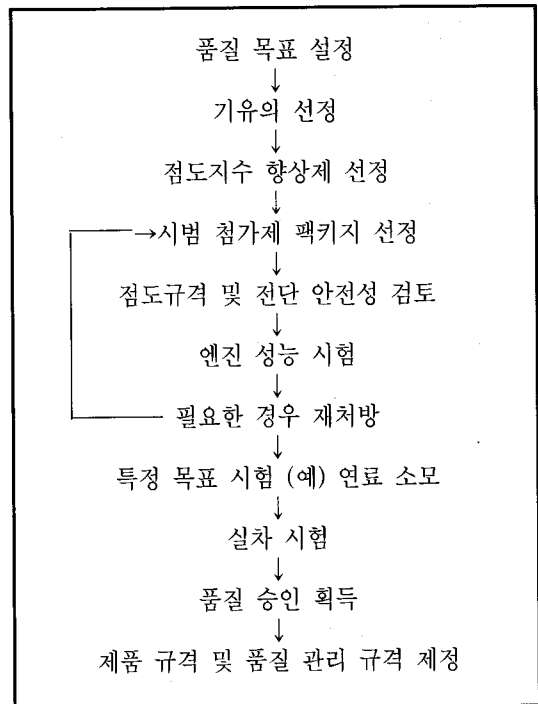 품질 목표 설정
↓
기유의 선정
↓
점도지수 향상제 선정
↓
→시범 첨가제 팩키지 선정
↓
점도규격 및 전단 안전성 검토
↓
엔진 성능 시험
↓
필요한 경우 재처방
↓
특정 목표 시험 (예) 연료 소모
↓
실차 시험
↓
품질 승인 획득
↓
제품 규격 및 품질 관리 규격 제정